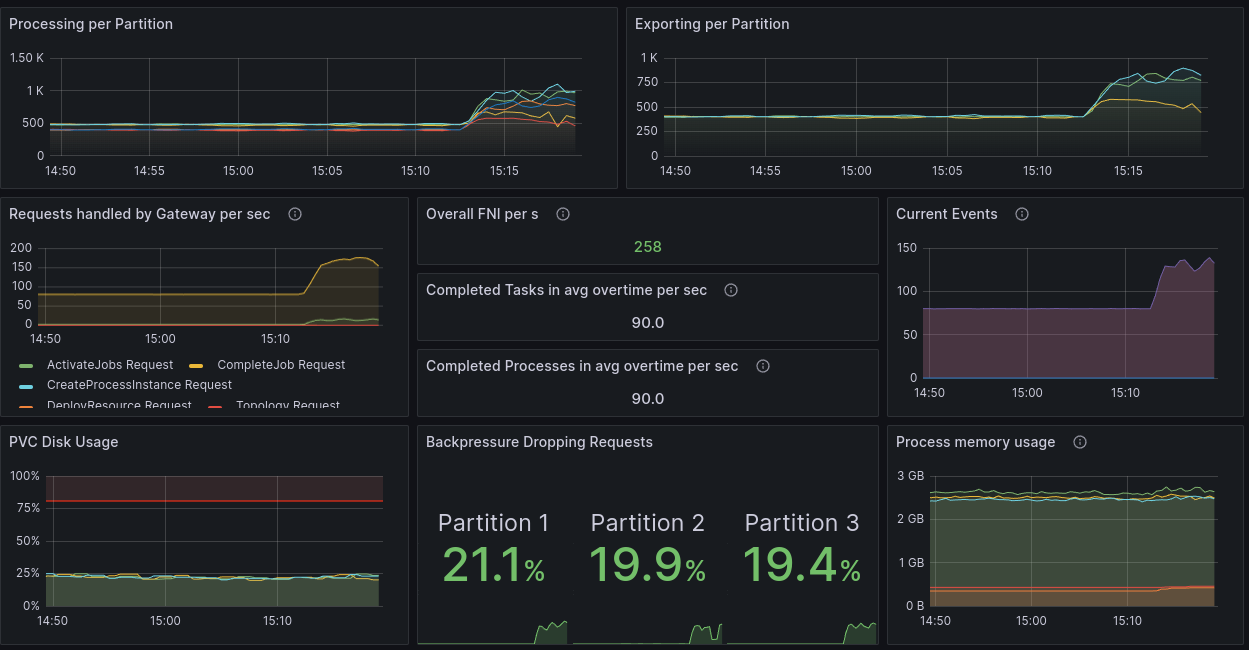 Processing per Partition
1.50 K
1 K
500
0
14:50 14:55 15:00 15:05 15:10 15:15
Exporting per Partition
1 K
750
500
250
0
14:50 14:55 15:00 15:05 15:10 15:15
Requests handled by Gateway per sec
200
150
100
50
0
14:50 15:00 15:10
ActivateJobs Request CompleteJob Request
CreateProcessInstance Request
DeployResource Request Topology Request
Overall FNI per s
258
Completed Tasks in avg overtime per sec
90.0
Completed Processes in avg overtime per sec
90.0
Current Events
150
100
50
0
14:50 15:00 15:10
PVC Disk Usage
100%
75%
50%
25%
0%
14:50 15:00 15:10
Backpressure Dropping Requests
Partition 1 Partition 2 Partition 3
21.1% 19.9% 19.4%
Process memory usage
3 GB
2 GB
1 GB
0 B
14:50 15:00 15:10